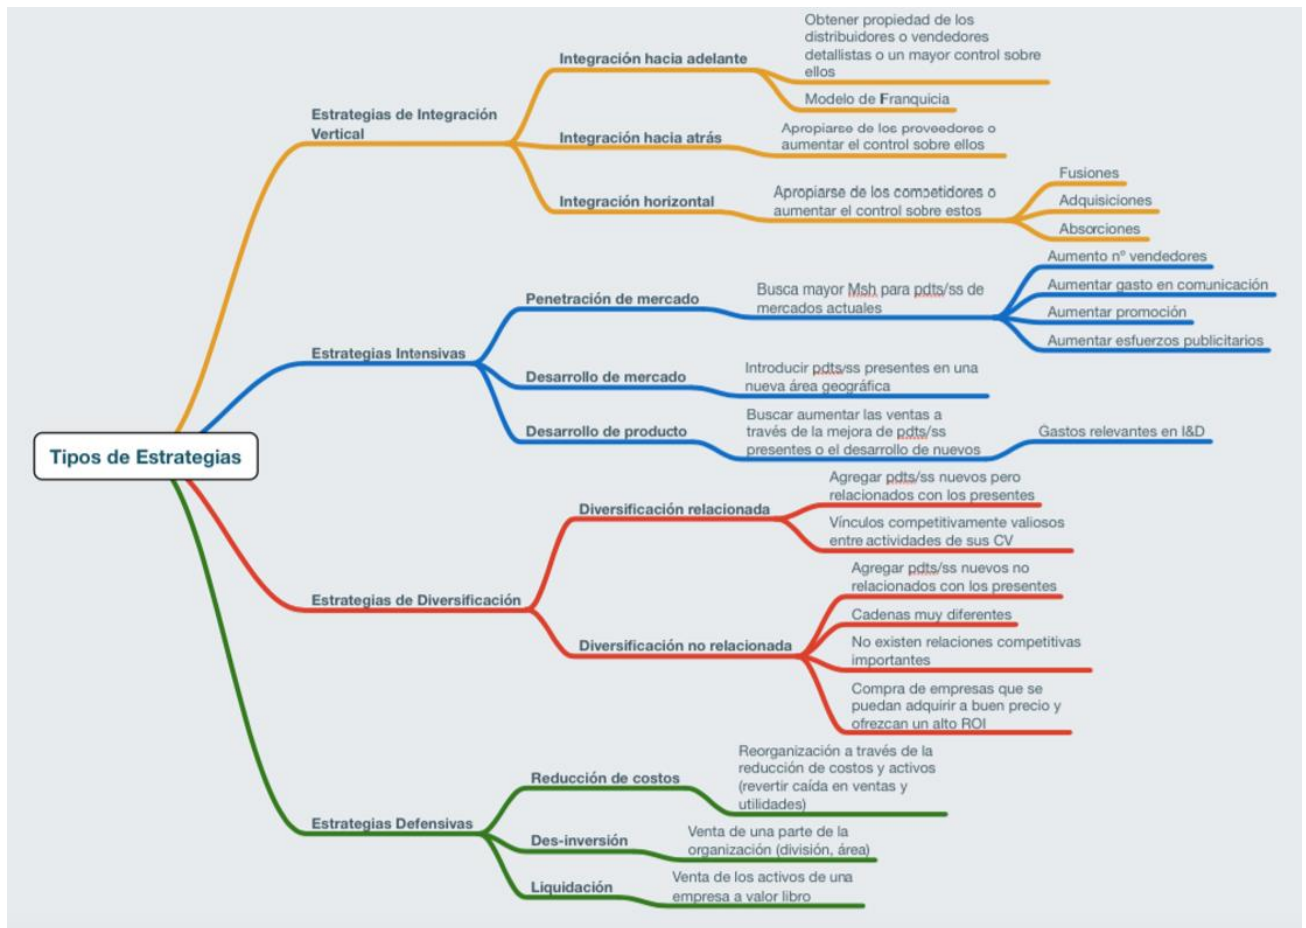 Tipos de Estrategias
Estrategias de Integración
Vertical
Integración hacia adelante
Obtener propiedad de los
distribuidores o vendedores
detallistas o un mayor control sobre
ellos
Modelo de Franquicia
Integración hacia atrás
Apropiarse de los proveedores o
aumentar el control sobre ellos
Integración horizontal
Apropiarse de los competidores o
aumentar el control sobre estos
Fusiones
Adquisiciones
Absorciones
Estrategias Intensivas
Penetración de mercado
Busca mayor Msh para pdts/ss de
mercados actuales
Aumento nº vendedores
Aumentar gasto en comunicación
Aumentar promoción
Aumentar esfuerzos publicitarios
Desarrollo de mercado
Introducir pdts/ss presentes en una
nueva área geográfica
Desarrollo de producto
Buscar aumentar las ventas a
través de la mejora de pdts/ss
presentes o el desarrollo de nuevos
Gastos relevantes en I&D
Estrategias de Diversificación
Diversificación relacionada
Agregar pdts/ss nuevos pero
relacionados con los presentes
Vínculos competitivamente valiosos
entre actividades de sus CV
Diversificación no relacionada
Agregar pdts/ss nuevos no
relacionados con los presentes
Cadenas muy diferentes
No existen relaciones competitivas
importantes
Compra de empresas que se
puedan adquirir a buen precio y
ofrezcan un alto ROI
Estrategias Defensivas
Reducción de costos
Reorganización a través de la
reducción de costos y activos
(revertir caída en ventas y
utilidades)
Des-inversión
Venta de una parte de la
organización (división, área)
Liquidación
Venta de los activos de una
empresa a valor libro